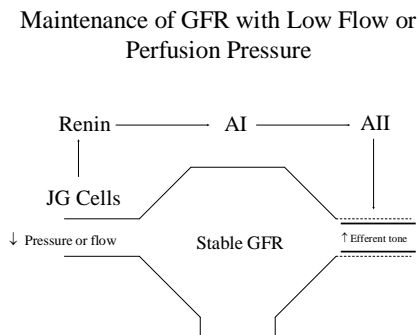 Maintenance of GFR with Low Flow or
Perfusion Pressure
Renin AI AII
JG Cells
↓ Pressure or flow
Stable GFR
↑ Efferent tone